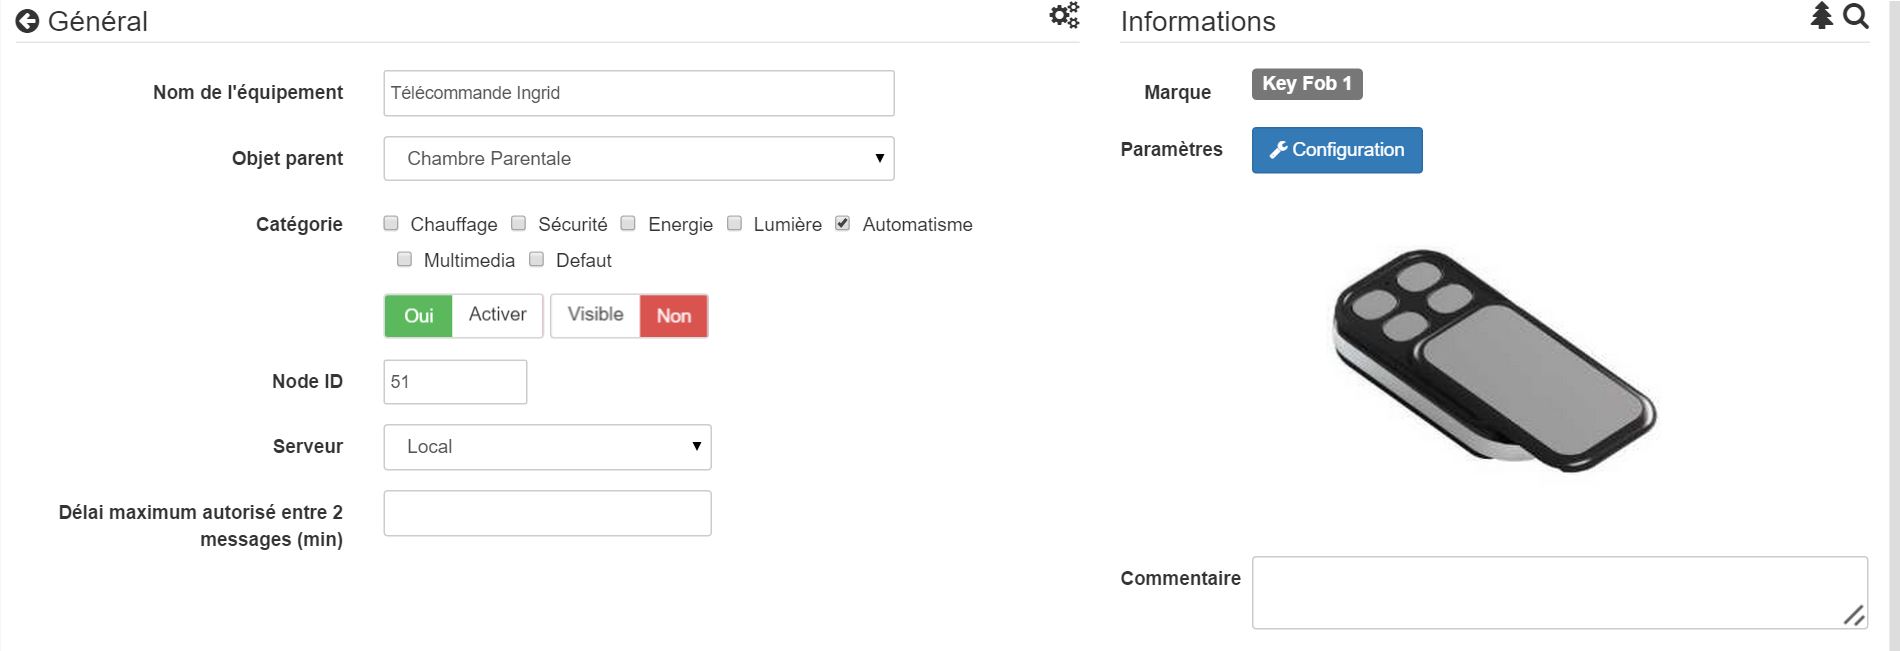 Général
Nom de l'équipement
Télécommande Ingrid
Objet parent
Chambre Parentale
Catégorie
Chauffage Sécurité Energie Lumière Automatisme
Multimedia Defaut
Oui Activer Visible Non
Node ID
51
Serveur
Local
Délai maximum autorisé entre 2
messages (min)
Informations
Marque
Key Fob 1
Paramètres
Configuration
Commentaire